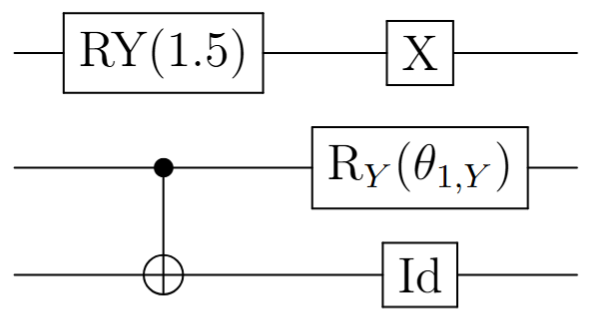 RY(1.5) X
R_Y(θ_{1,Y})
Id